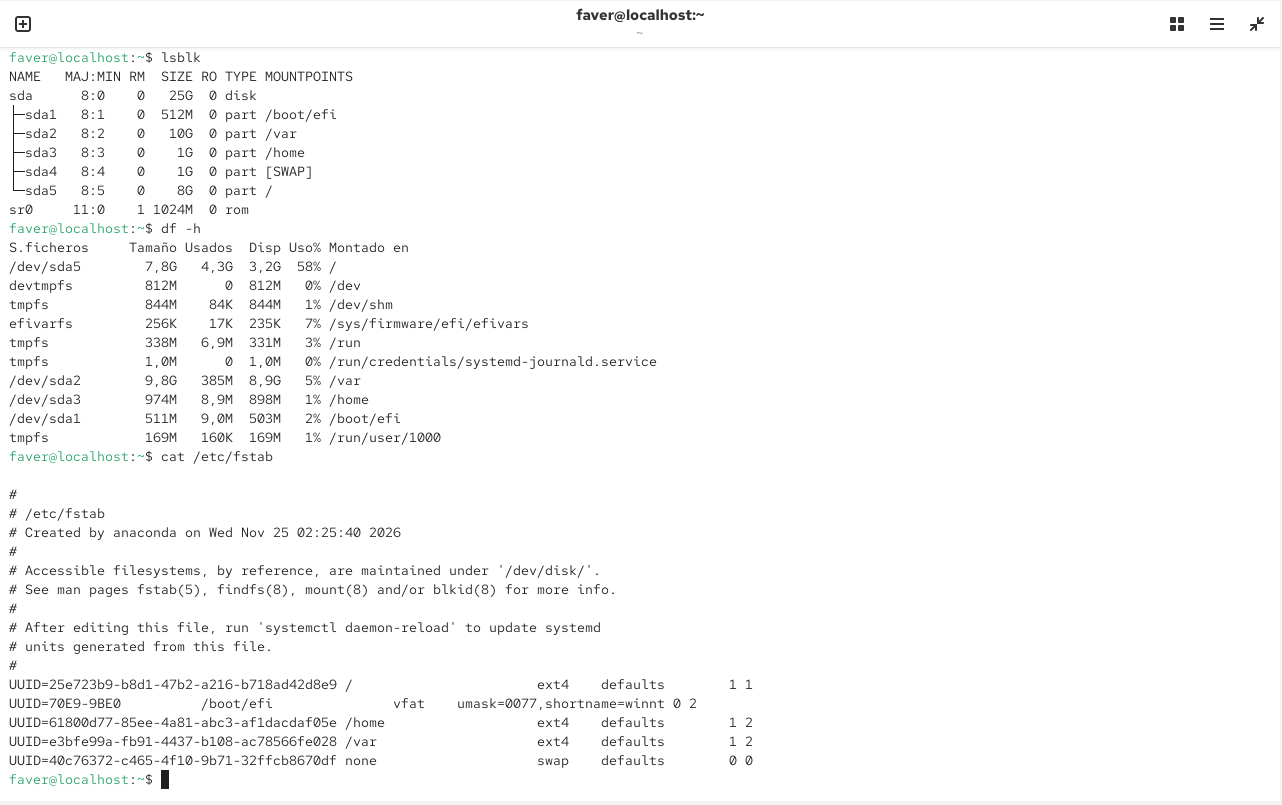 faver@localhost:~
~
faver@localhost:~$ lsblk
NAME   MAJ:MIN RM  SIZE RO TYPE MOUNTPOINTS
sda      8:0    0   25G  0 disk
├─sda1   8:1    0  512M  0 part /boot/efi
├─sda2   8:2    0   10G  0 part /var
├─sda3   8:3    0    1G  0 part /home
├─sda4   8:4    0    1G  0 part [SWAP]
└─sda5   8:5    0    8G  0 part /
sr0     11:0    1 1024M  0 rom
faver@localhost:~$ df -h
S.ficheros     Tamaño Usados  Disp Uso% Montado en
/dev/sda5        7,8G   4,3G  3,2G  58% /
devtmpfs         812M      0  812M   0% /dev
tmpfs            844M    84K  844M   1% /dev/shm
efivarfs         256K    17K  235K   7% /sys/firmware/efi/efivars
tmpfs            338M   6,9M  331M   3% /run
tmpfs            1,0M      0  1,0M   0% /run/credentials/systemd-journald.service
/dev/sda2        9,8G   385M  8,9G   5% /var
/dev/sda3        974M   8,9M  898M   1% /home
/dev/sda1        511M   9,0M  503M   2% /boot/efi
tmpfs            169M   160K  169M   1% /run/user/1000
faver@localhost:~$ cat /etc/fstab

#
# /etc/fstab
# Created by anaconda on Wed Nov 25 02:25:40 2026
#
# Accessible filesystems, by reference, are maintained under '/dev/disk/'.
# See man pages fstab(5), findfs(8), mount(8) and/or blkid(8) for more info.
#
# After editing this file, run 'systemctl daemon-reload' to update systemd
# units generated from this file.
#
UUID=25e723b9-b8d1-47b2-a216-b718ad42d8e9 /                       ext4    defaults        1 1
UUID=70E9-9BE0          /boot/efi               vfat    umask=0077,shortname=winnt 0 2
UUID=61800d77-85ee-4a81-abc3-af1dacdaf05e /home                   ext4    defaults        1 2
UUID=e3bfe99a-fb91-4437-b108-ac78566fe028 /var                    ext4    defaults        1 2
UUID=40c76372-c465-4f10-9b71-32ffcb8670df none                    swap    defaults        0 0
faver@localhost:~$